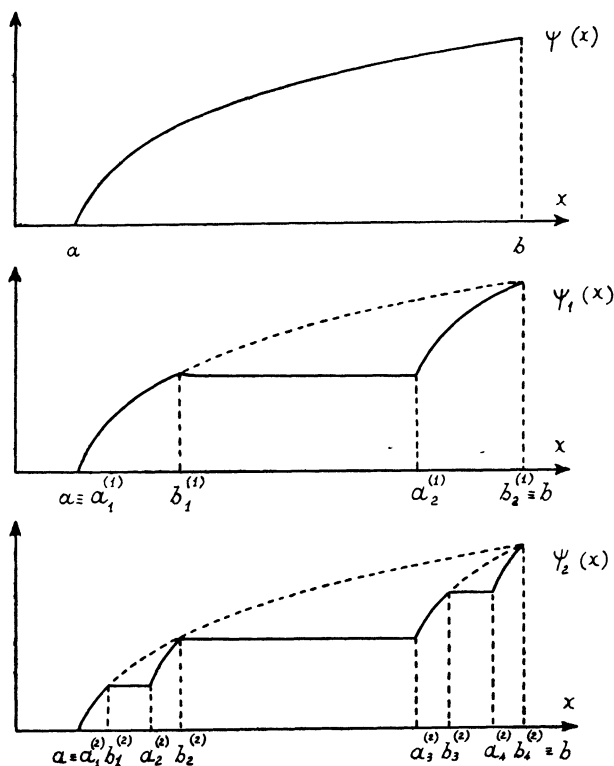 ψ(x)
x
a b
ψ₁(x)
x
a ≡ a₁⁽¹⁾ b₁⁽¹⁾ a₂⁽¹⁾ b₂⁽¹⁾ ≡ b
ψ₂(x)
x
a ≡ a₁⁽²⁾ b₁⁽²⁾ a₂⁽²⁾ b₂⁽²⁾ a₃⁽²⁾ b₃⁽²⁾ a₄⁽²⁾ b₄⁽²⁾ ≡ b